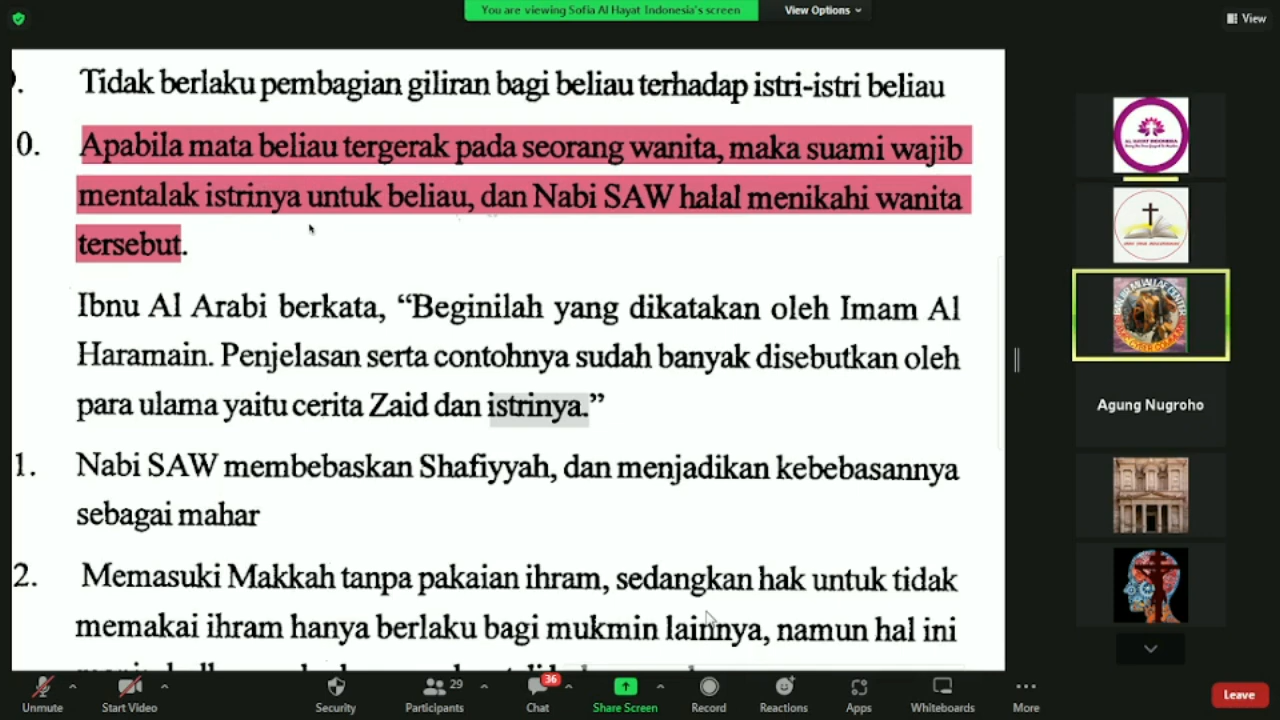 You are viewing Sofia Al Hayat Indonesia's screen
View Options
View
Tidak berlaku pembagian giliran bagi beliau terhadap istri-istri beliau
0. Apabila mata beliau tergerak pada seorang wanita, maka suami wajib
mentalak istrinya untuk beliau, dan Nabi SAW halal menikahi wanita
tersebut.
Ibnu Al Arabi berkata, “Beginilah yang dikatakan oleh Imam Al
Haramain. Penjelasan serta contohnya sudah banyak disebutkan oleh
para ulama yaitu cerita Zaid dan istrinya.”
1. Nabi SAW membebaskan Shafiyyah, dan menjadikan kebebasannya
sebagai mahar
2. Memasuki Makkah tanpa pakaian ihram, sedangkan hak untuk tidak
memakai ihram hanya berlaku bagi mukmin lainnya, namun hal ini
AL HAYAT INDONESIA
Agung Nugroho
Unmute
Start Video
Security
Participants
29
Chat
36
Share Screen
Record
Reactions
Apps
Whiteboards
More
Leave